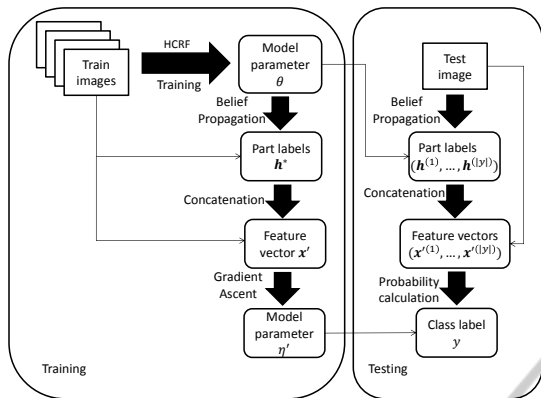 Train
images
HCRF
Training
Model
parameter
θ
Belief
Propagation
Part labels
h*
Concatenation
Feature
vector x′
Gradient
Ascent
Model
parameter
η′
Training
Test
image
Belief
Propagation
Part labels
(h^(1), …, h^(|y|))
Concatenation
Feature vectors
(x′^(1), …, x′^(|y|))
Probability
calculation
Class label
y
Testing